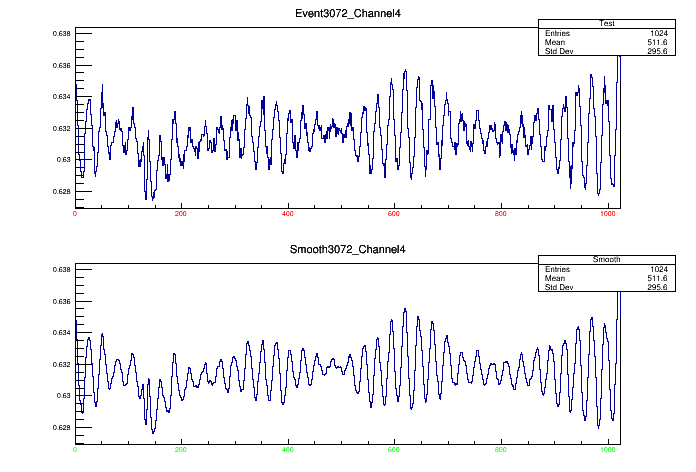 Event3072_Channel4
Test
Entries 1024
Mean 511.6
Std Dev 295.6
0.638
0.636
0.634
0.632
0.63
0.628
0 200 400 600 800 1000
Smooth3072_Channel4
Smooth
Entries 1024
Mean 511.6
Std Dev 295.6
0.638
0.636
0.634
0.632
0.63
0.628
0 200 400 600 800 1000